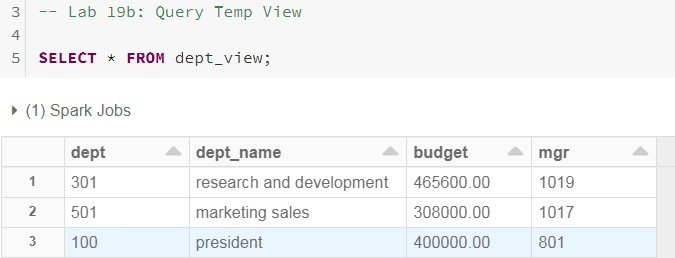 3 -- Lab 19b: Query Temp View
4
5 SELECT * FROM dept_view;
(1) Spark Jobs
dept dept_name budget mgr
1 301 research and development 465600.00 1019
2 501 marketing sales 308000.00 1017
3 100 president 400000.00 801